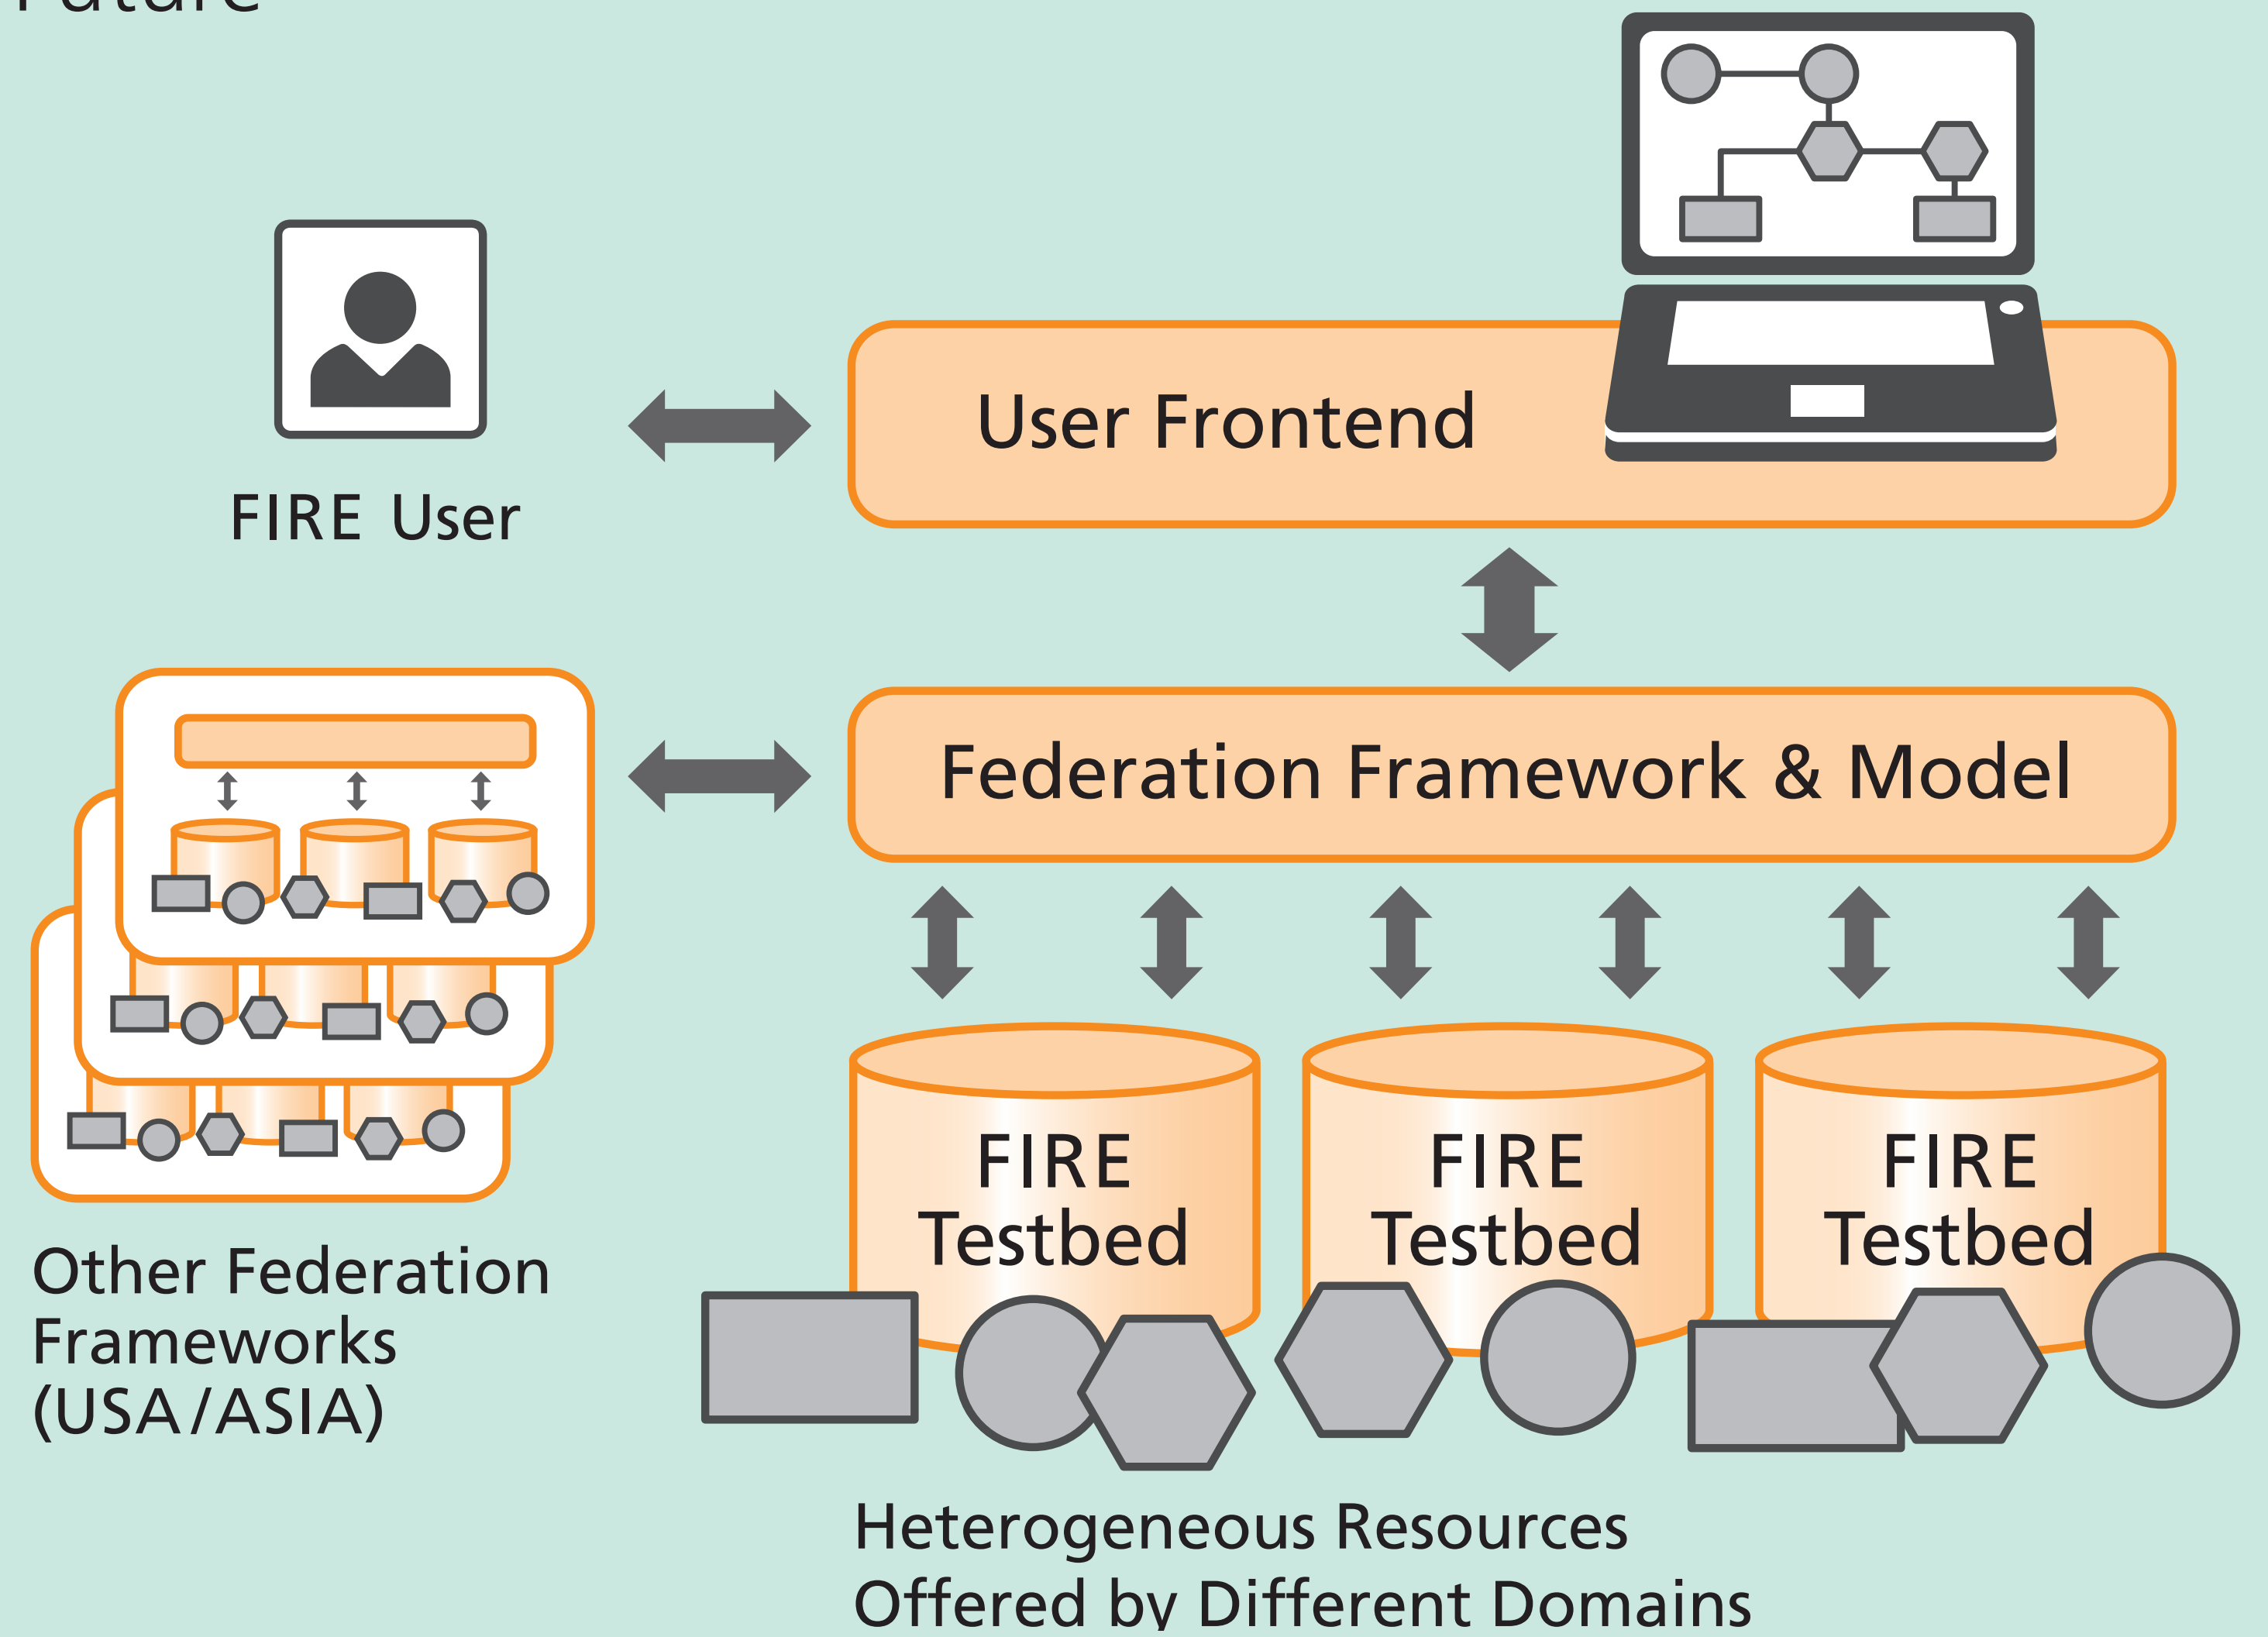 Future
User Frontend
FIRE User
Federation Framework & Model
FIRE
Testbed
FIRE
Testbed
FIRE
Testbed
Other Federation
Frameworks
(USA/ASIA)
Heterogeneous Resources
Offered by Different Domains